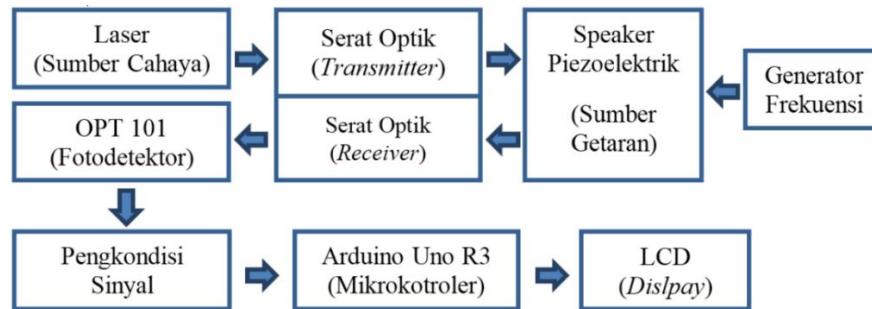 Laser
(Sumber Cahaya)
Serat Optik
(Transmitter)
Speaker
Piezoelektrik
(Sumber
Getaran)
Generator
Frekuensi
OPT 101
(Fotodetektor)
Serat Optik
(Receiver)
Pengkondisi
Sinyal
Arduino Uno R3
(Mikrokotroler)
LCD
(Dislpay)